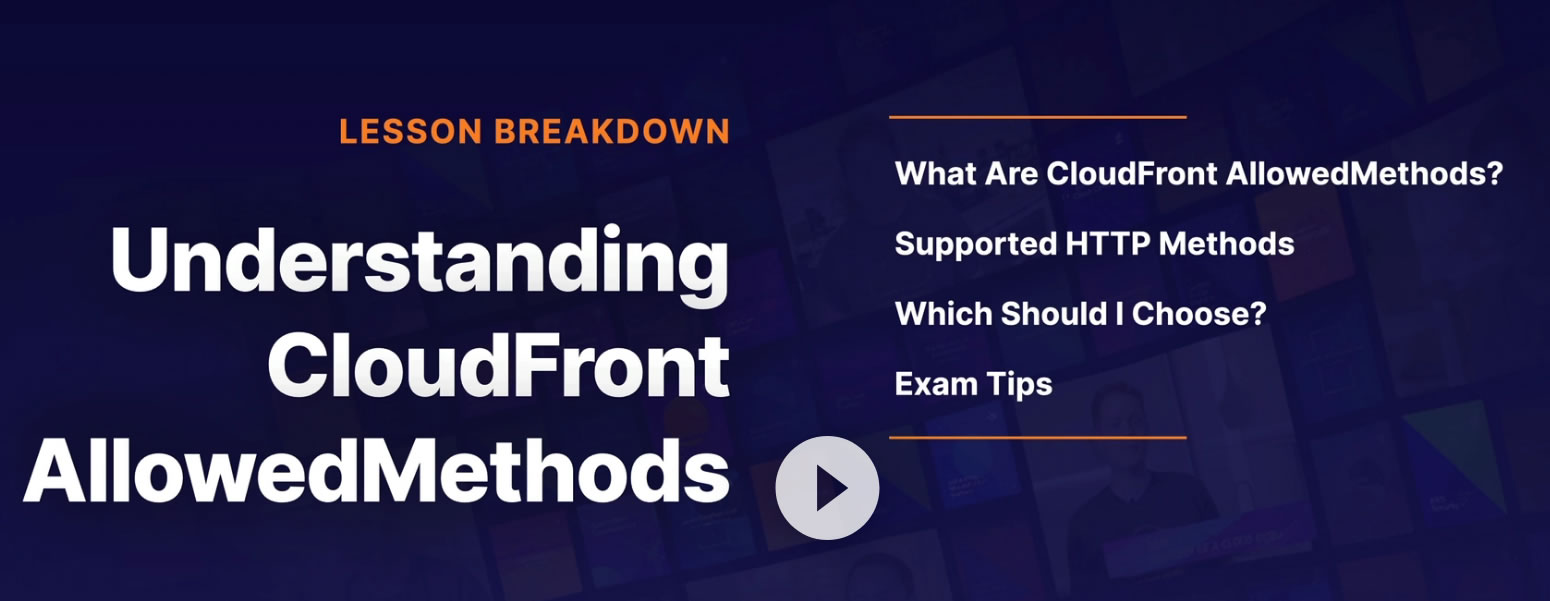 LESSON BREAKDOWN
Understanding
CloudFront
AllowedMethods
What Are CloudFront AllowedMethods?
Supported HTTP Methods
Which Should I Choose?
Exam Tips